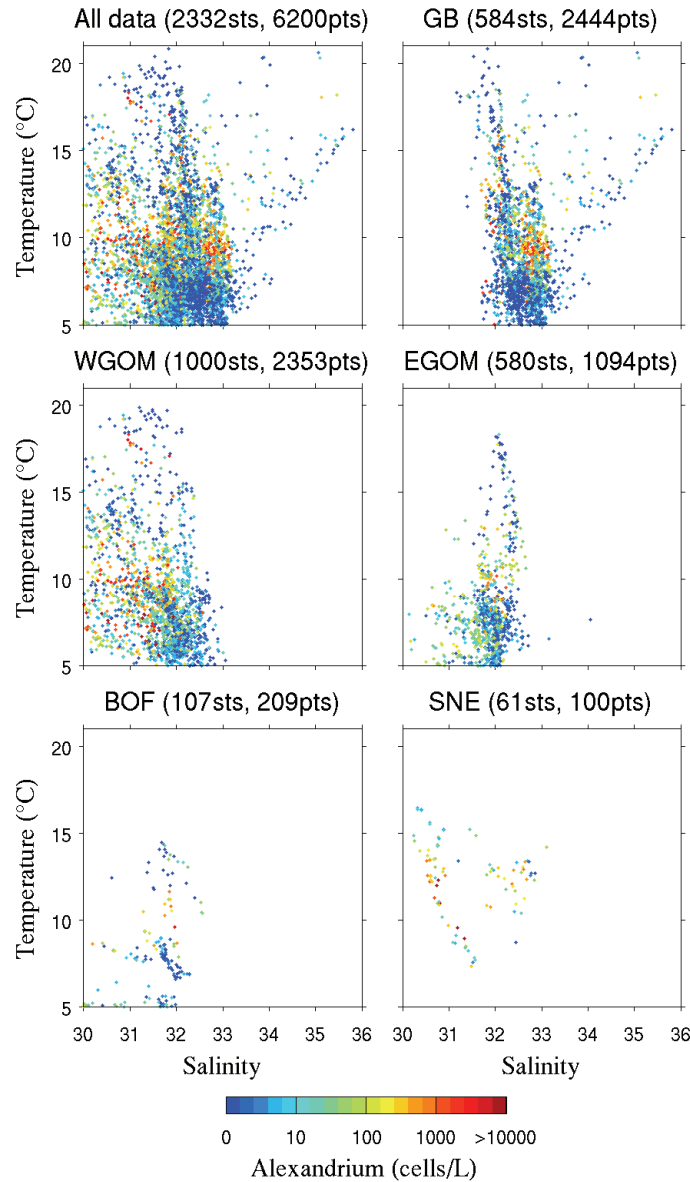 All data (2332sts, 6200pts)
GB (584sts, 2444pts)
20
15
10
5
Temperature (°C)
WGOM (1000sts, 2353pts)
EGOM (580sts, 1094pts)
20
15
10
5
Temperature (°C)
BOF (107sts, 209pts)
SNE (61sts, 100pts)
20
15
10
5
Temperature (°C)
30 31 32 33 34 35 36
30 31 32 33 34 35 36
Salinity
Salinity
0 10 100 1000 >10000
Alexandrium (cells/L)